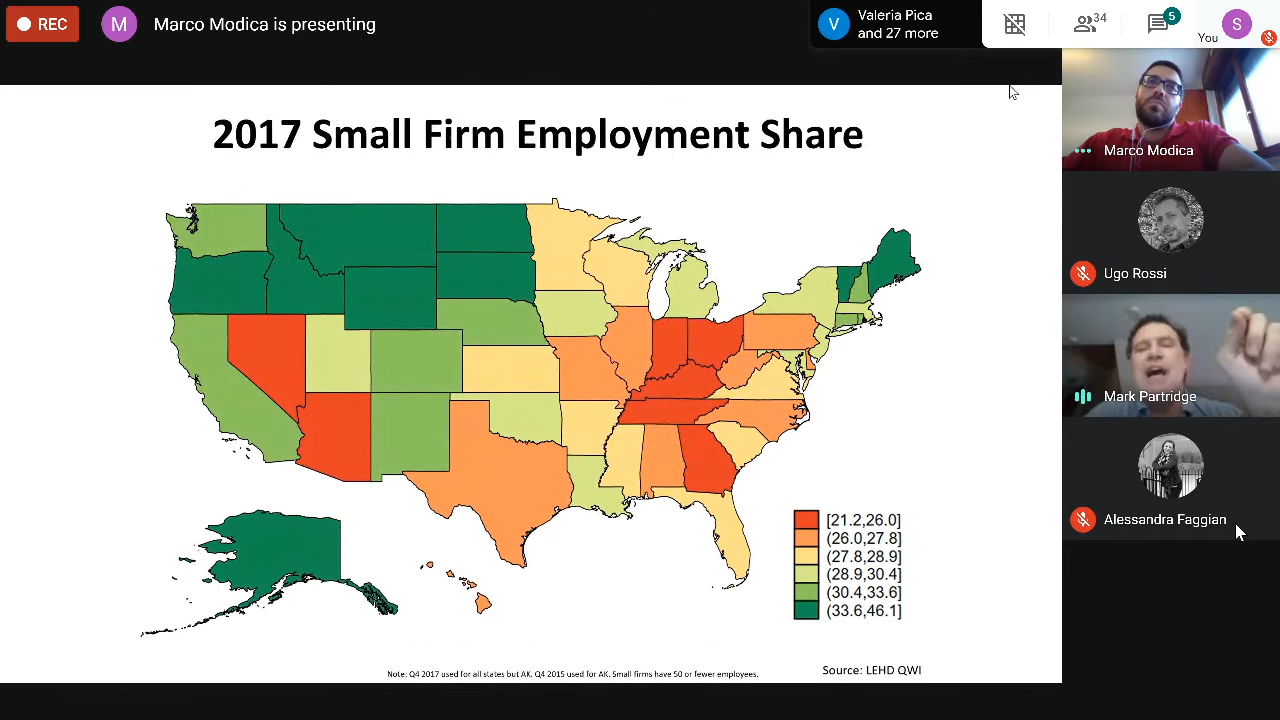 REC
M
Marco Modica is presenting
V
Valeria Pica
and 27 more
34
5
You
S
2017 Small Firm Employment Share
[21.2,26.0]
(26.0,27.8]
(27.8,28.9]
(28.9,30.4]
(30.4,33.6]
(33.6,46.1]
Note: Q4 2017 used for all states but AK. Q4 2015 used for AK. Small firms have 50 or fewer employees.
Source: LEHD QWI
Marco Modica
Ugo Rossi
Mark Partridge
Alessandra Faggian